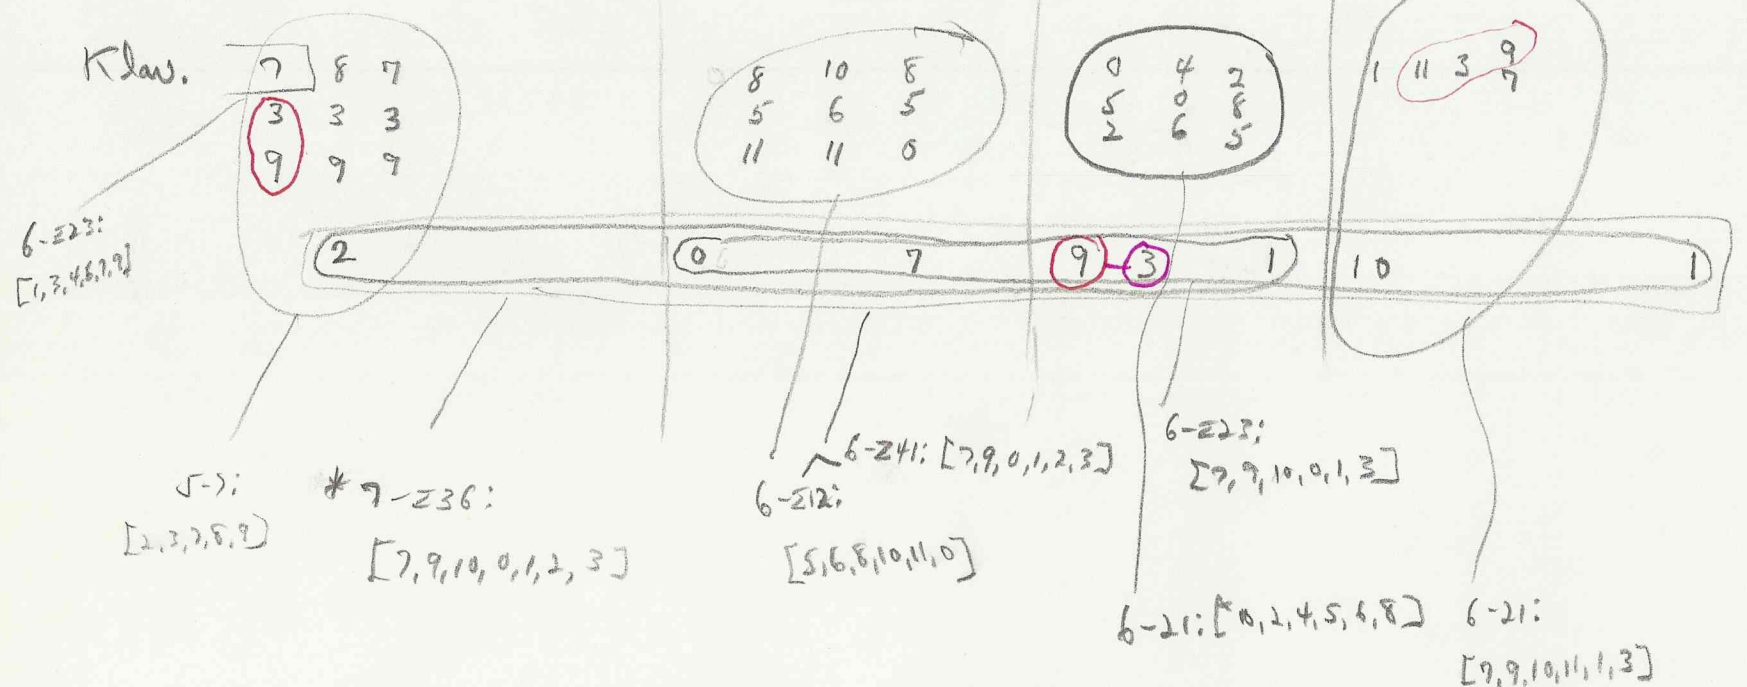 Klav. 7 8 7
3 3 3
9 9 9
8 10 8
5 6 5
11 11 0
0 4 2
5 0 8
2 6 5
9
1 11 3 7
2 0 7 9-3 1 10 1
6-Z23:
[1,3,4,6,7,9]
5-7:
[2,3,7,8,9]
* 7-Z36:
[7,9,10,0,1,2,3]
6-Z41: [7,9,0,1,2,3]
6-Z12:
[5,6,8,10,11,0]
6-Z23:
[7,9,10,0,1,3]
6-21: [10,2,4,5,6,8]
6-21:
[7,9,10,11,1,3]